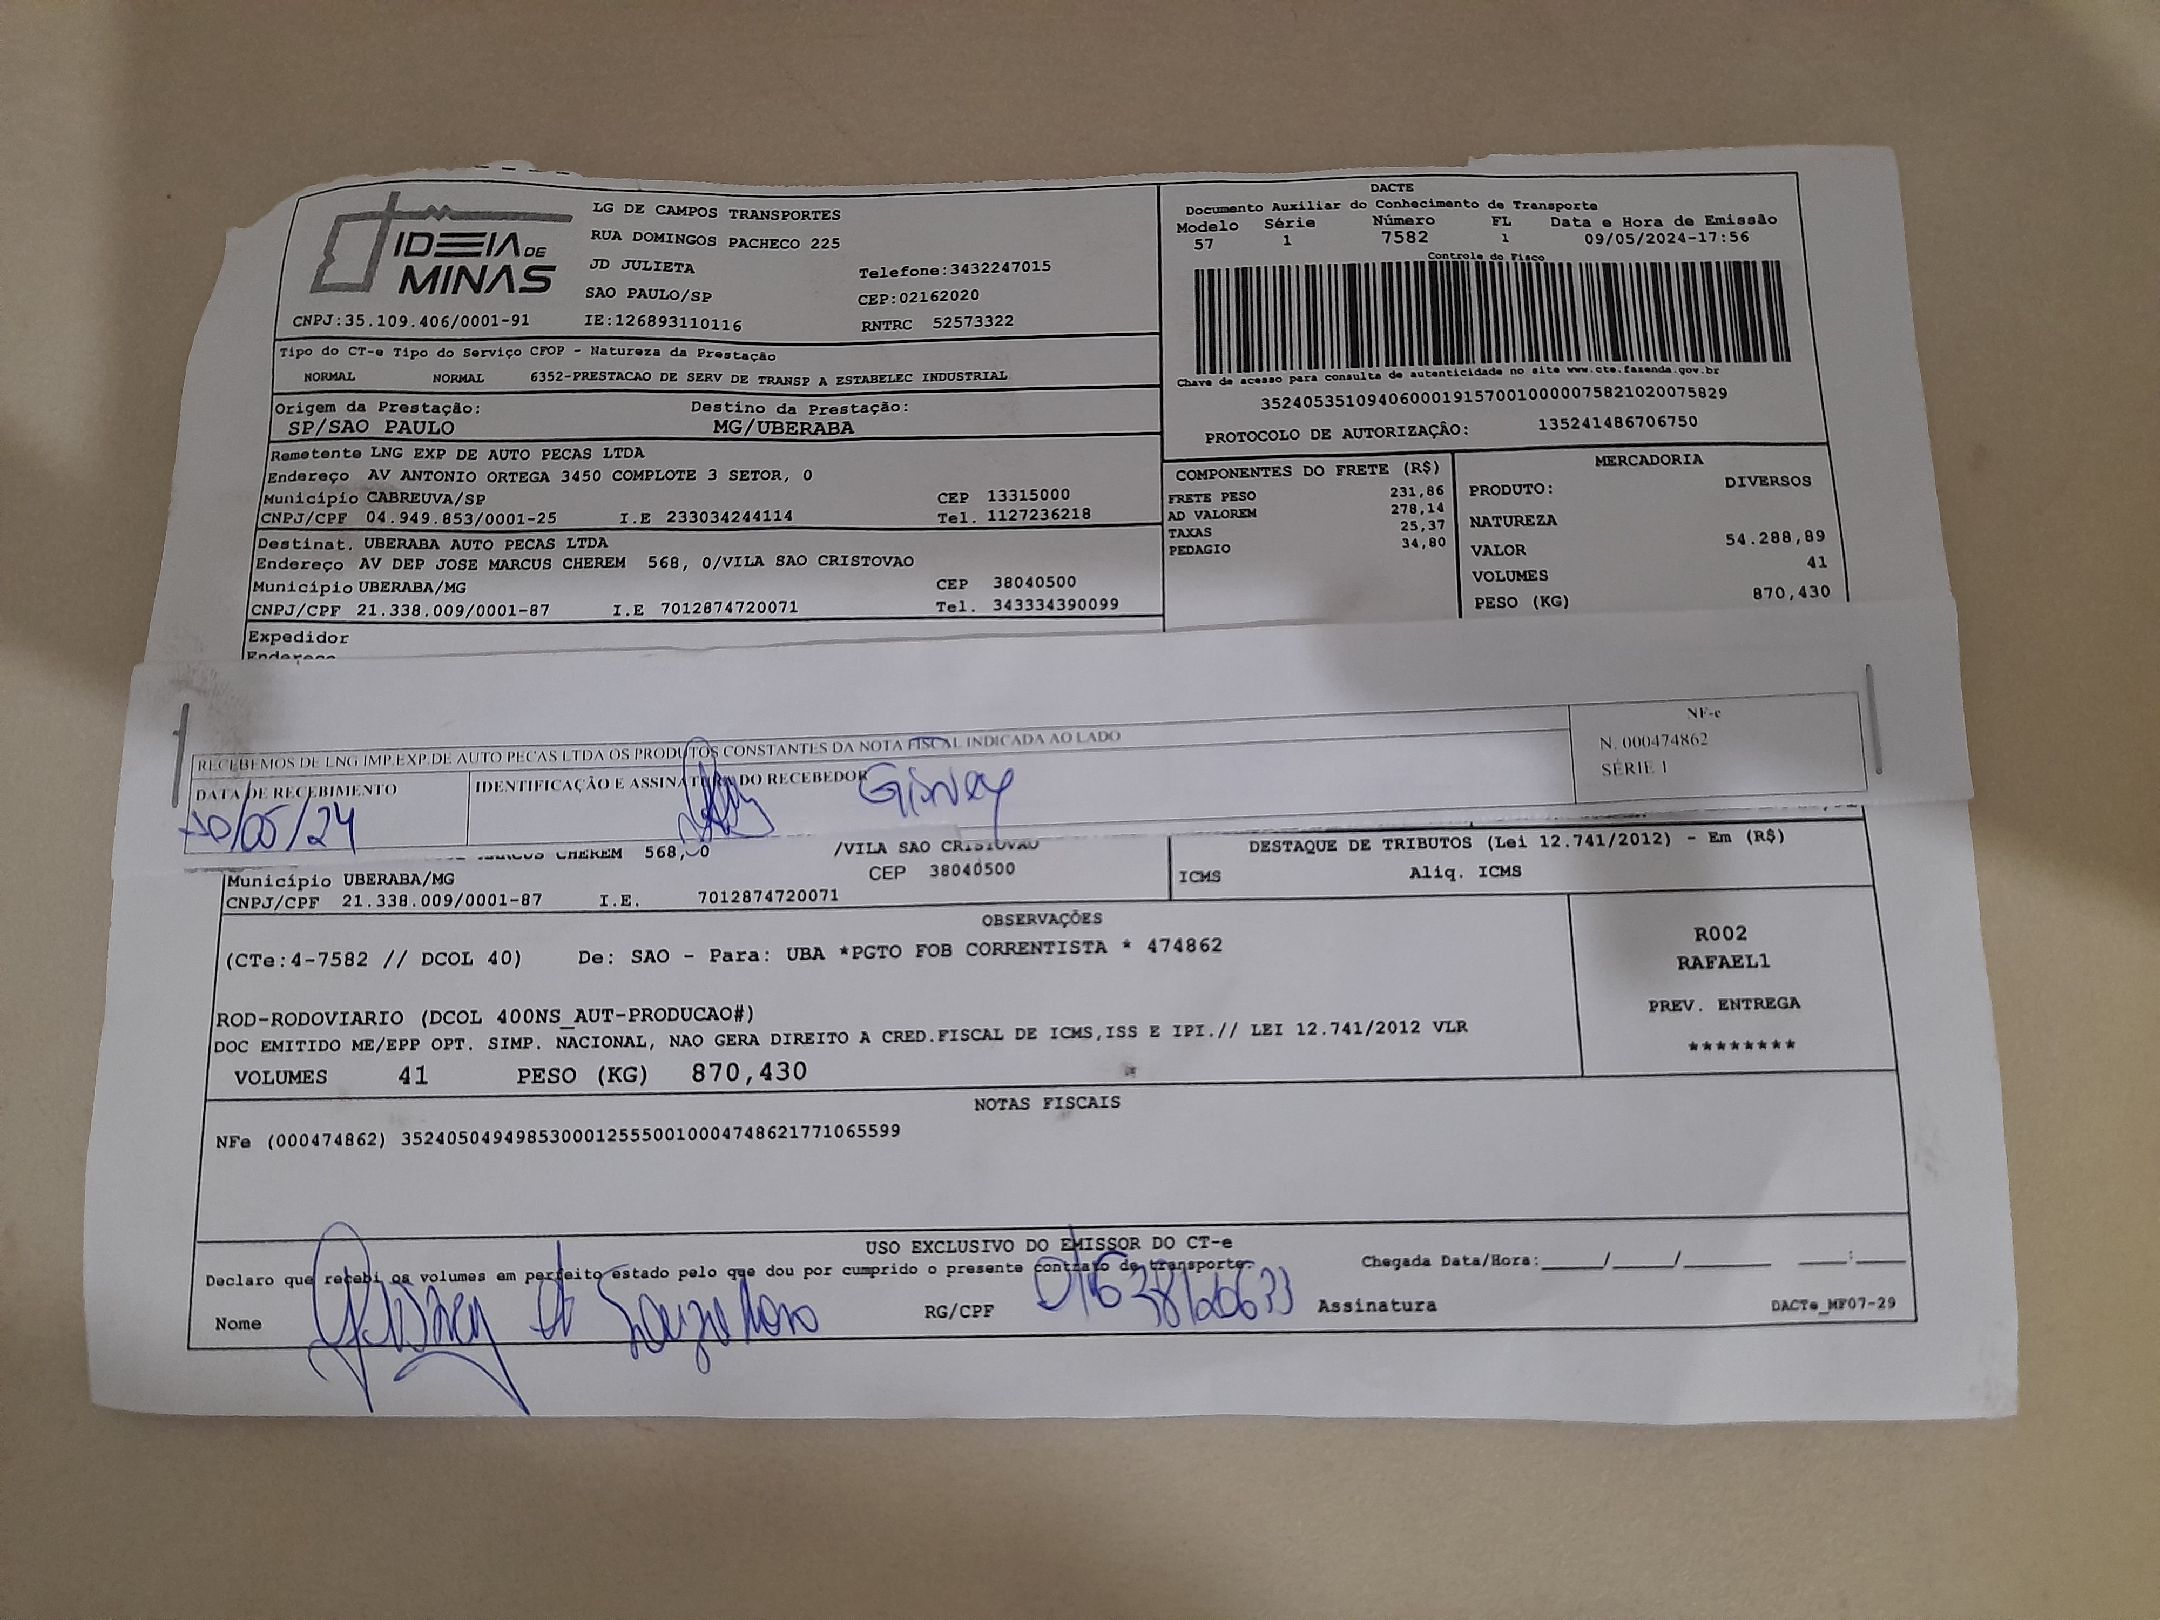 IDEIA DE
MINAS
LG DE CAMPOS TRANSPORTES
RUA DOMINGOS PACHECO 225
JD JULIETA
Telefone:3432247015
SAO PAULO/SP
CEP:02162020
CNPJ:35.109.406/0001-91 IE:126893110116 RNTRC 52573322
DACTE
Documento Auxiliar do Conhecimento de Transporte
Modelo Série Número FL Data e Hora de Emissão
57 1 7582 1 09/05/2024-17:56
Controle do Fisco
Chave de acesso para consulta de autenticidade no site www.cte.fazenda.gov.br
35240535109406000191570010000075821020075829
PROTOCOLO DE AUTORIZAÇÃO: 135241486706750
Tipo do CT-e Tipo do Serviço CFOP - Natureza da Prestação
NORMAL NORMAL 6352-PRESTACAO DE SERV DE TRANSP A ESTABELEC INDUSTRIAL
Origem da Prestação: Destino da Prestação:
SP/SAO PAULO MG/UBERABA
Remetente LNG EXP DE AUTO PECAS LTDA
Endereço AV ANTONIO ORTEGA 3450 COMPLOTE 3 SETOR, 0
Município CABREUVA/SP CEP 13315000
CNPJ/CPF 04.949.853/0001-25 I.E 233034244114 Tel. 1127236218
Destinat. UBERABA AUTO PECAS LTDA
Endereço AV DEP JOSE MARCUS CHEREM 568, 0/VILA SAO CRISTOVAO
Município UBERABA/MG CEP 38040500
CNPJ/CPF 21.338.009/0001-87 I.E 7012874720071 Tel. 343334390099
Expedidor
Endereço
COMPONENTES DO FRETE (R$)
FRETE PESO 231,86
AD VALOREM 278,14
TAXAS 25,37
PEDAGIO 34,80
MERCADORIA
PRODUTO: DIVERSOS
NATUREZA
VALOR 54.288,89
VOLUMES 41
PESO (KG) 870,430
RECEBEMOS DE LNG IMP.EXP.DE AUTO PECAS LTDA OS PRODUTOS CONSTANTES DA NOTA FISCAL INDICADA AO LADO
DATA DE RECEBIMENTO IDENTIFICAÇÃO E ASSINATURA DO RECEBEDOR
10/05/24
NF-e
N. 000474862
SÉRIE 1
MARCUS CHEREM 568, 0 /VILA SAO CRISTOVAO
Município UBERABA/MG CEP 38040500
CNPJ/CPF 21.338.009/0001-87 I.E. 7012874720071
DESTAQUE DE TRIBUTOS (Lei 12.741/2012) - Em (R$)
ICMS Aliq. ICMS
OBSERVAÇÕES
(CTe:4-7582 // DCOL 40) De: SAO - Para: UBA *PGTO FOB CORRENTISTA * 474862
ROD-RODOVIARIO (DCOL 400NS_AUT-PRODUCAO#)
DOC EMITIDO ME/EPP OPT. SIMP. NACIONAL, NAO GERA DIREITO A CRED.FISCAL DE ICMS,ISS E IPI.// LEI 12.741/2012 VLR
VOLUMES 41 PESO (KG) 870,430
R002
RAFAEL1
PREV. ENTREGA
********
NOTAS FISCAIS
NFe (000474862) 35240504949853000125550010004748621771065599
USO EXCLUSIVO DO EMISSOR DO CT-e
Declaro que recebi os volumes em perfeito estado pelo que dou por cumprido o presente contrato de transporte. Chegada Data/Hora:_____/_____/_______ ____:____
Nome RG/CPF Assinatura DACTe_MF07-29